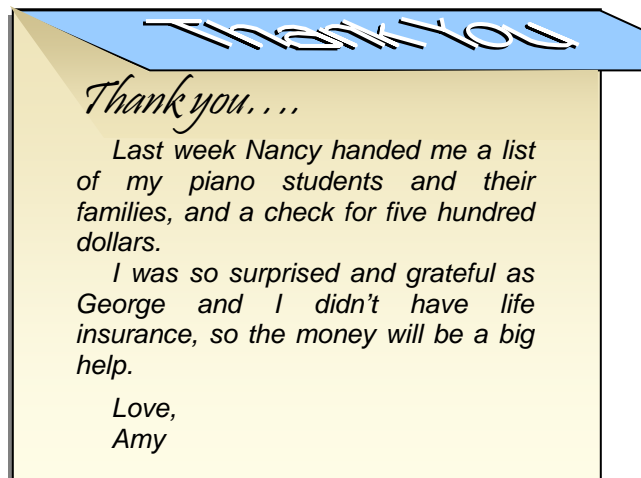 Thank You
Thank you....
Last week Nancy handed me a list
of my piano students and their
families, and a check for five hundred
dollars.
I was so surprised and grateful as
George and I didn't have life
insurance, so the money will be a big
help.
Love,
Amy